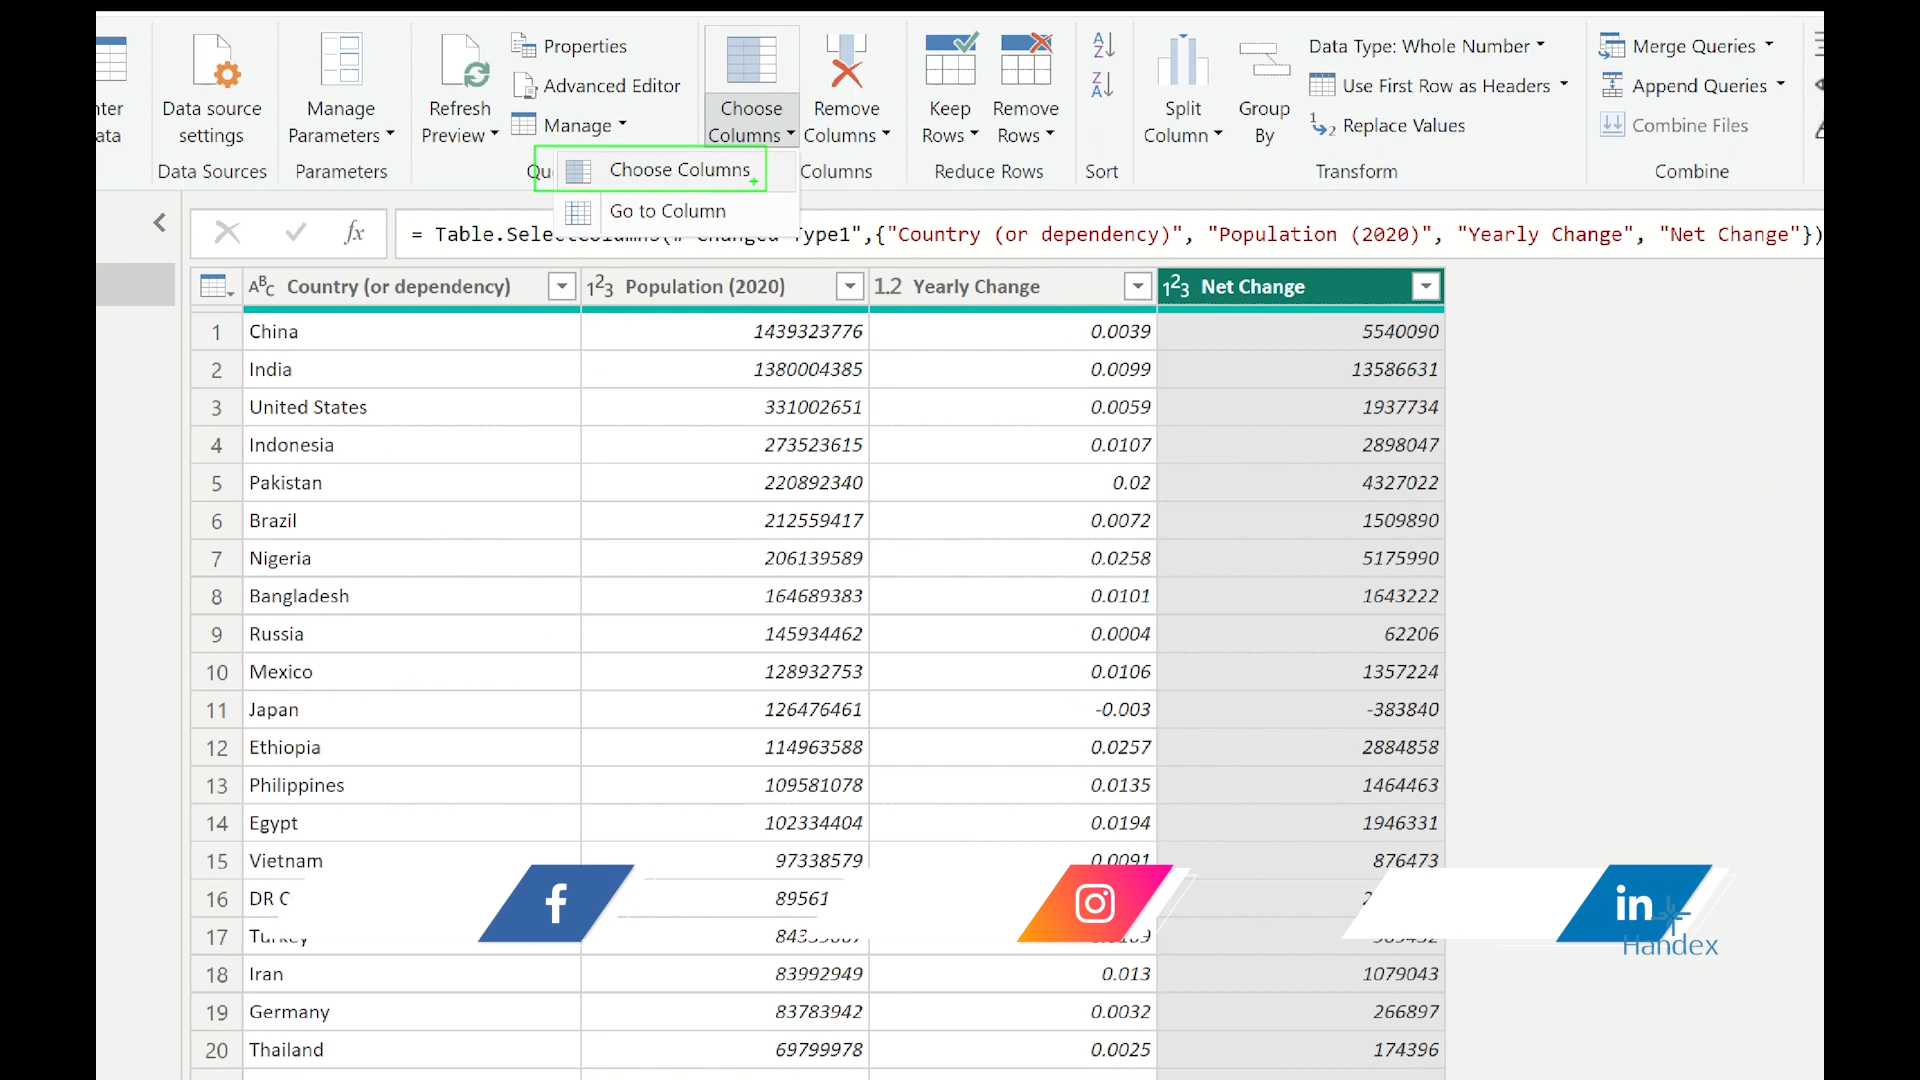 Properties
Advanced Editor
Manage
Data source settings
Manage Parameters
Refresh Preview
Choose Columns
Remove Columns
Keep Rows
Remove Rows
Split Column
Group By
Data Type: Whole Number
Use First Row as Headers
Replace Values
Merge Queries
Append Queries
Combine Files
Data Sources
Parameters
Columns
Reduce Rows
Sort
Transform
Combine
Choose Columns
Go to Column
fx
"Country (or dependency)", "Population (2020)", "Yearly Change", "Net Change"})
Country (or dependency) Population (2020) 1.2 Yearly Change Net Change
1 China 1439323776 0.0039 5540090
2 India 1380004385 0.0099 13586631
3 United States 331002651 0.0059 1937734
4 Indonesia 273523615 0.0107 2898047
5 Pakistan 220892340 0.02 4327022
6 Brazil 212559417 0.0072 1509890
7 Nigeria 206139589 0.0258 5175990
8 Bangladesh 164689383 0.0101 1643222
9 Russia 145934462 0.0004 62206
10 Mexico 128932753 0.0106 1357224
11 Japan 126476461 -0.003 -383840
12 Ethiopia 114963588 0.0257 2884858
13 Philippines 109581078 0.0135 1464463
14 Egypt 102334404 0.0194 1946331
15 Vietnam 97338579 0.0091 876473
16 DR
17
18 Iran 83992949 0.013 1079043
19 Germany 83783942 0.0032 266897
20 Thailand 69799978 0.0025 174396
f
in
Handex